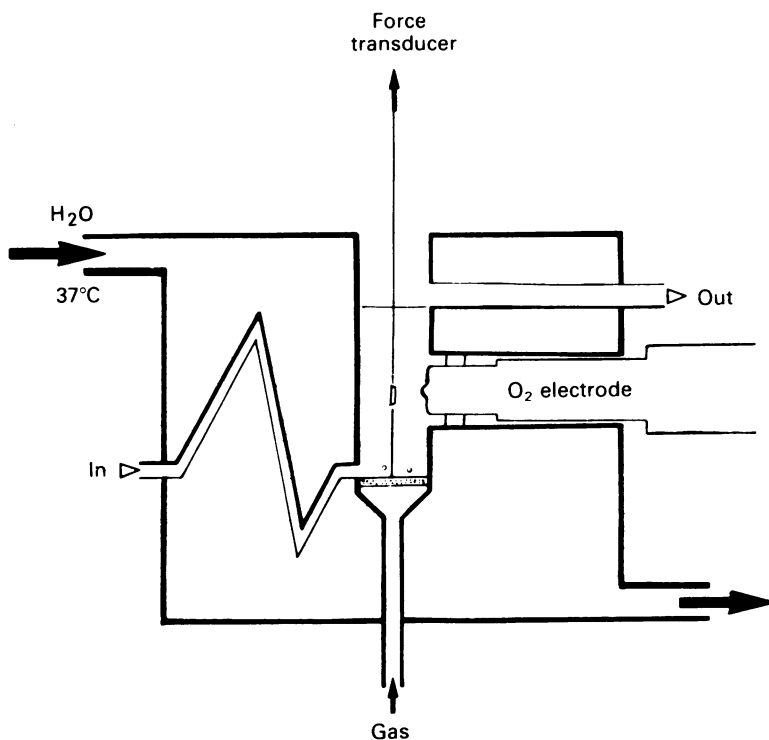 Force
transducer
H₂O
37°C
Out
O₂ electrode
In
Gas